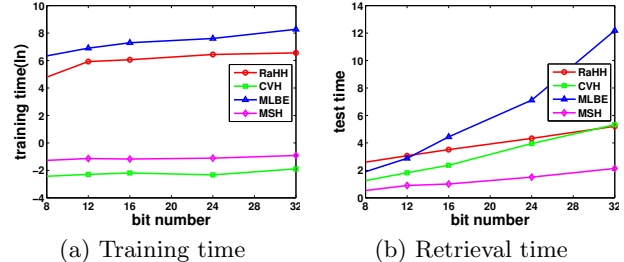 training time(ln)
10
8
6
4
2
0
−2
−4
8
12
16
20
24
28
32
bit number
RaHH
CVH
MLBE
MSH
(a) Training time
test time
14
12
10
8
6
4
2
0
8
12
16
20
24
28
32
bit number
RaHH
CVH
MLBE
MSH
(b) Retrieval time